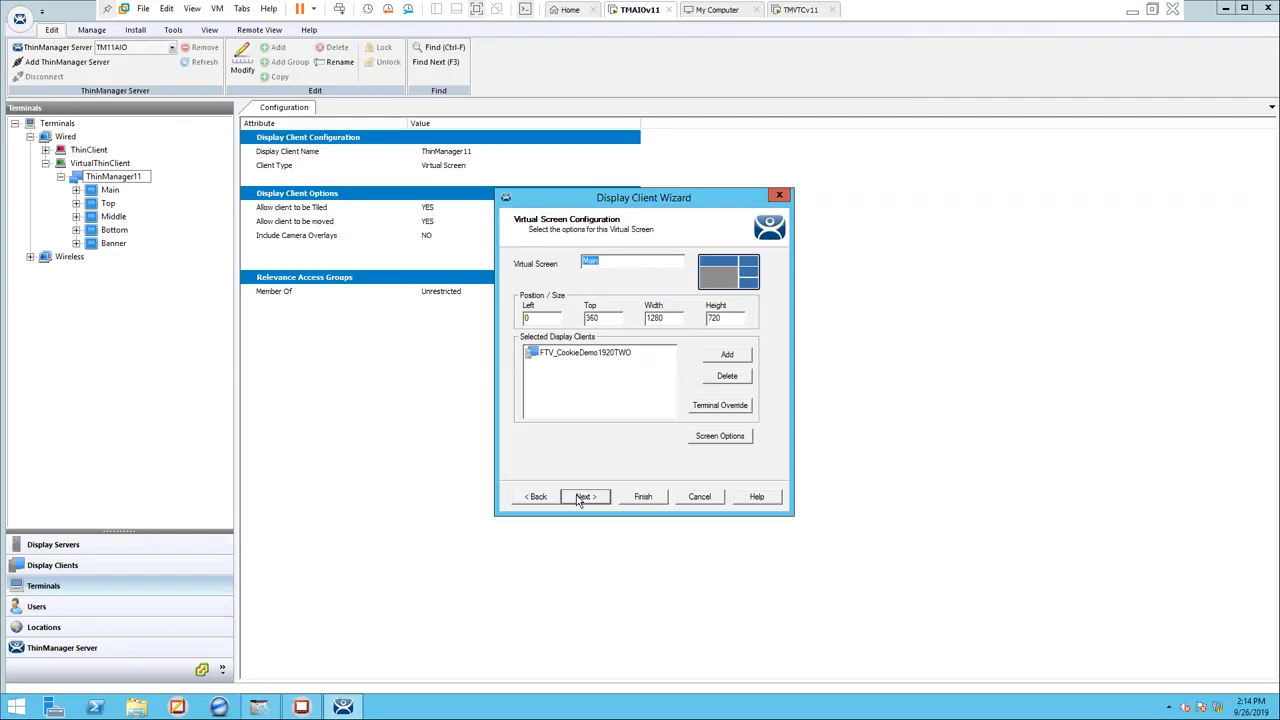 File Edit View VM Tabs Help Home TMAIOv11 My Computer TMVTCv11
Edit Manage Install Tools View Remote View Help
ThinManager Server TM11AIO Remove
Add ThinManager Server Refresh
Disconnect
ThinManager Server
Modify
Add Delete Lock
Add Group Rename Unlock
Copy
Edit
Find (Ctrl-F)
Find Next (F3)
Find
Terminals
Terminals
Wired
ThinClient
VirtualThinClient
ThinManager11
Main
Top
Middle
Bottom
Banner
Wireless
Display Servers
Display Clients
Terminals
Users
Locations
ThinManager Server
Configuration
Attribute Value
Display Client Configuration
Display Client Name ThinManager11
Client Type Virtual Screen
Display Client Options
Allow client to be Tiled YES
Allow client to be moved YES
Include Camera Overlays NO
Relevance Access Groups
Member Of Unrestricted
Display Client Wizard
Virtual Screen Configuration
Select the options for this Virtual Screen
Virtual Screen Main
Position / Size
Left Top Width Height
0 360 1280 720
Selected Display Clients
FTV_CookieDemo1920TWO
Add
Delete
Terminal Override
Screen Options
< Back Next > Finish Cancel Help
2:14 PM
9/26/2019